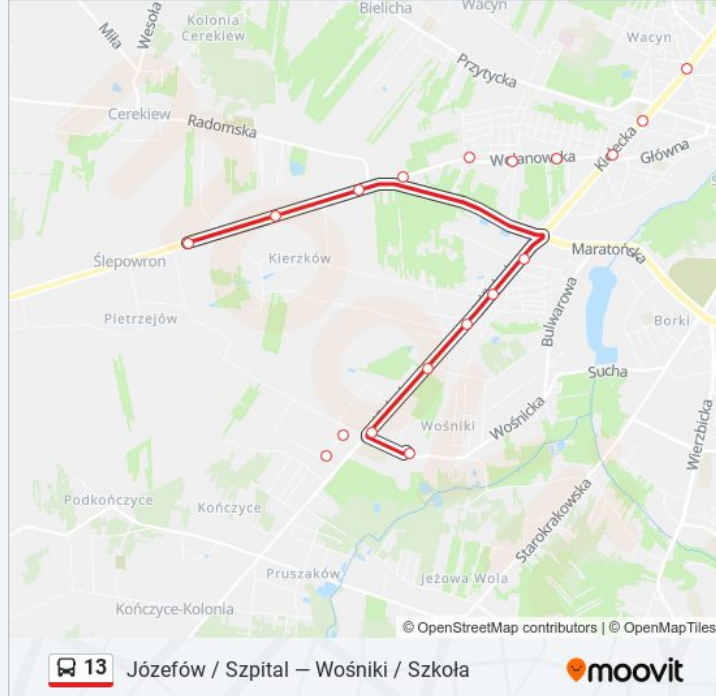 Bielicha
Wacyn
Kolonia
Cerekiew
Miła
Wesoła
Wacyn
Przytycka
Cerekiew
Radomska
Kielecka
Główna
Wolanowska
Maratońska
Ślepowron
Kierzków
Bulwarowa
Pietrzejów
Borki
Sucha
Wośniki
Wośnicka
Wierzbicka
Podkończyce
Kończyce
Starokrakowska
Pruszaków
Jeżowa Wola
Kończyce-Kolonia
© OpenStreetMap contributors | © OpenMapTiles
13 Józefów / Szpital — Wośniki / Szkoła
moovit